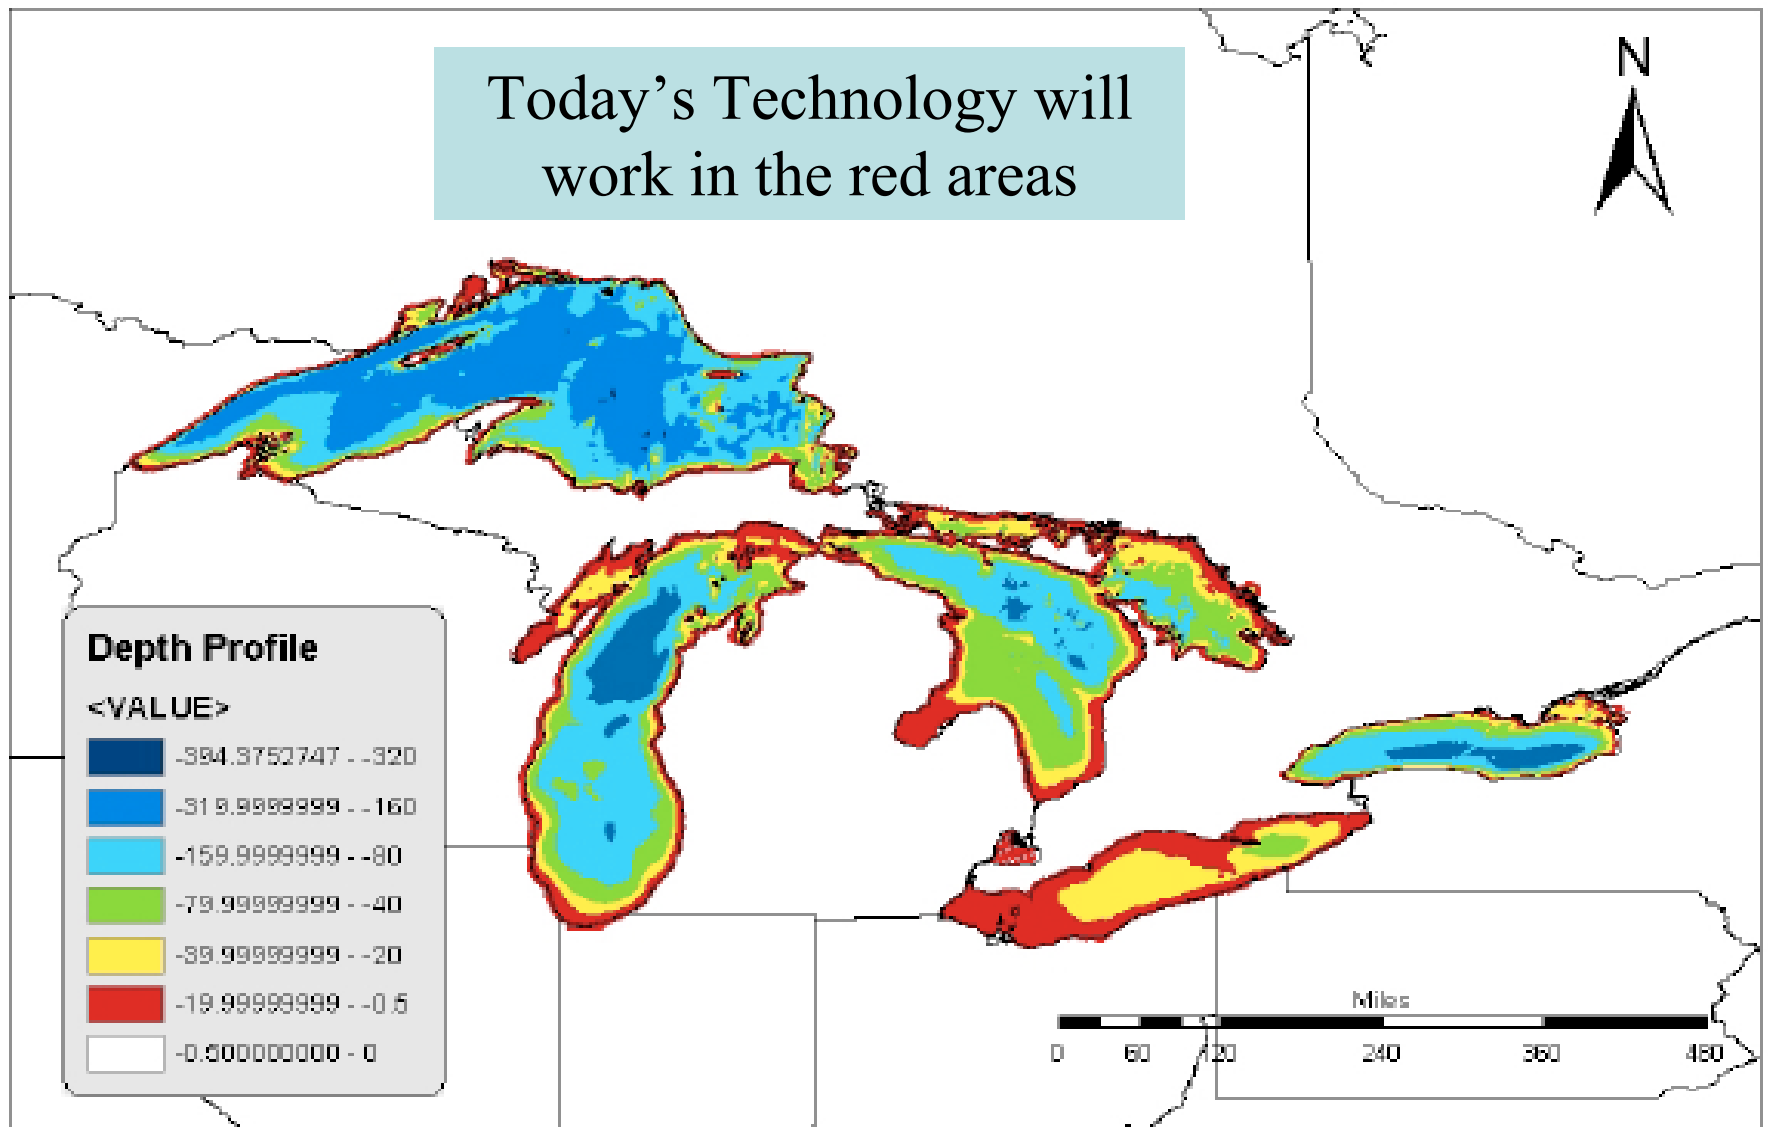 Today's Technology will
work in the red areas
N
Depth Profile
<VALUE>
-394.3752747 - -320
-319.9999999 - -160
-159.9999999 - -80
-79.99999999 - -40
-39.99999999 - -20
-19.99999999 - -0.5
-0.500000000 - 0
Miles
0 60 120 240 360 480